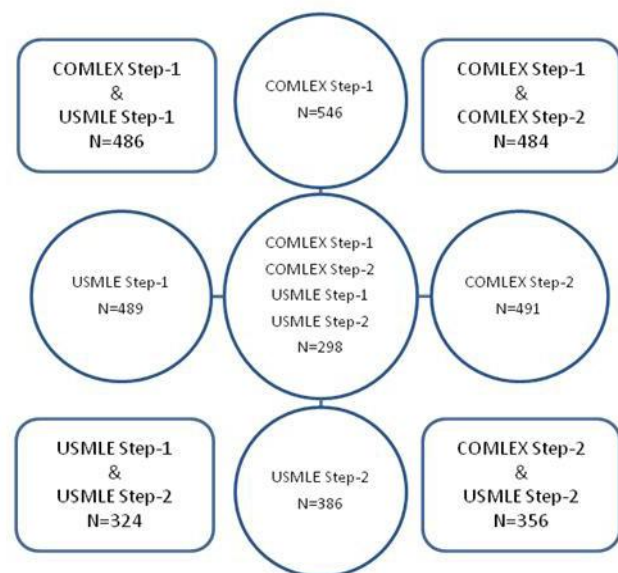 COMLEX Step-1
&
USMLE Step-1
N=486
COMLEX Step-1
N=546
COMLEX Step-1
&
COMLEX Step-2
N=484
USMLE Step-1
N=489
COMLEX Step-1
COMLEX Step-2
USMLE Step-1
USMLE Step-2
N=298
COMLEX Step-2
N=491
USMLE Step-1
&
USMLE Step-2
N=324
USMLE Step-2
N=386
COMLEX Step-2
&
USMLE Step-2
N=356